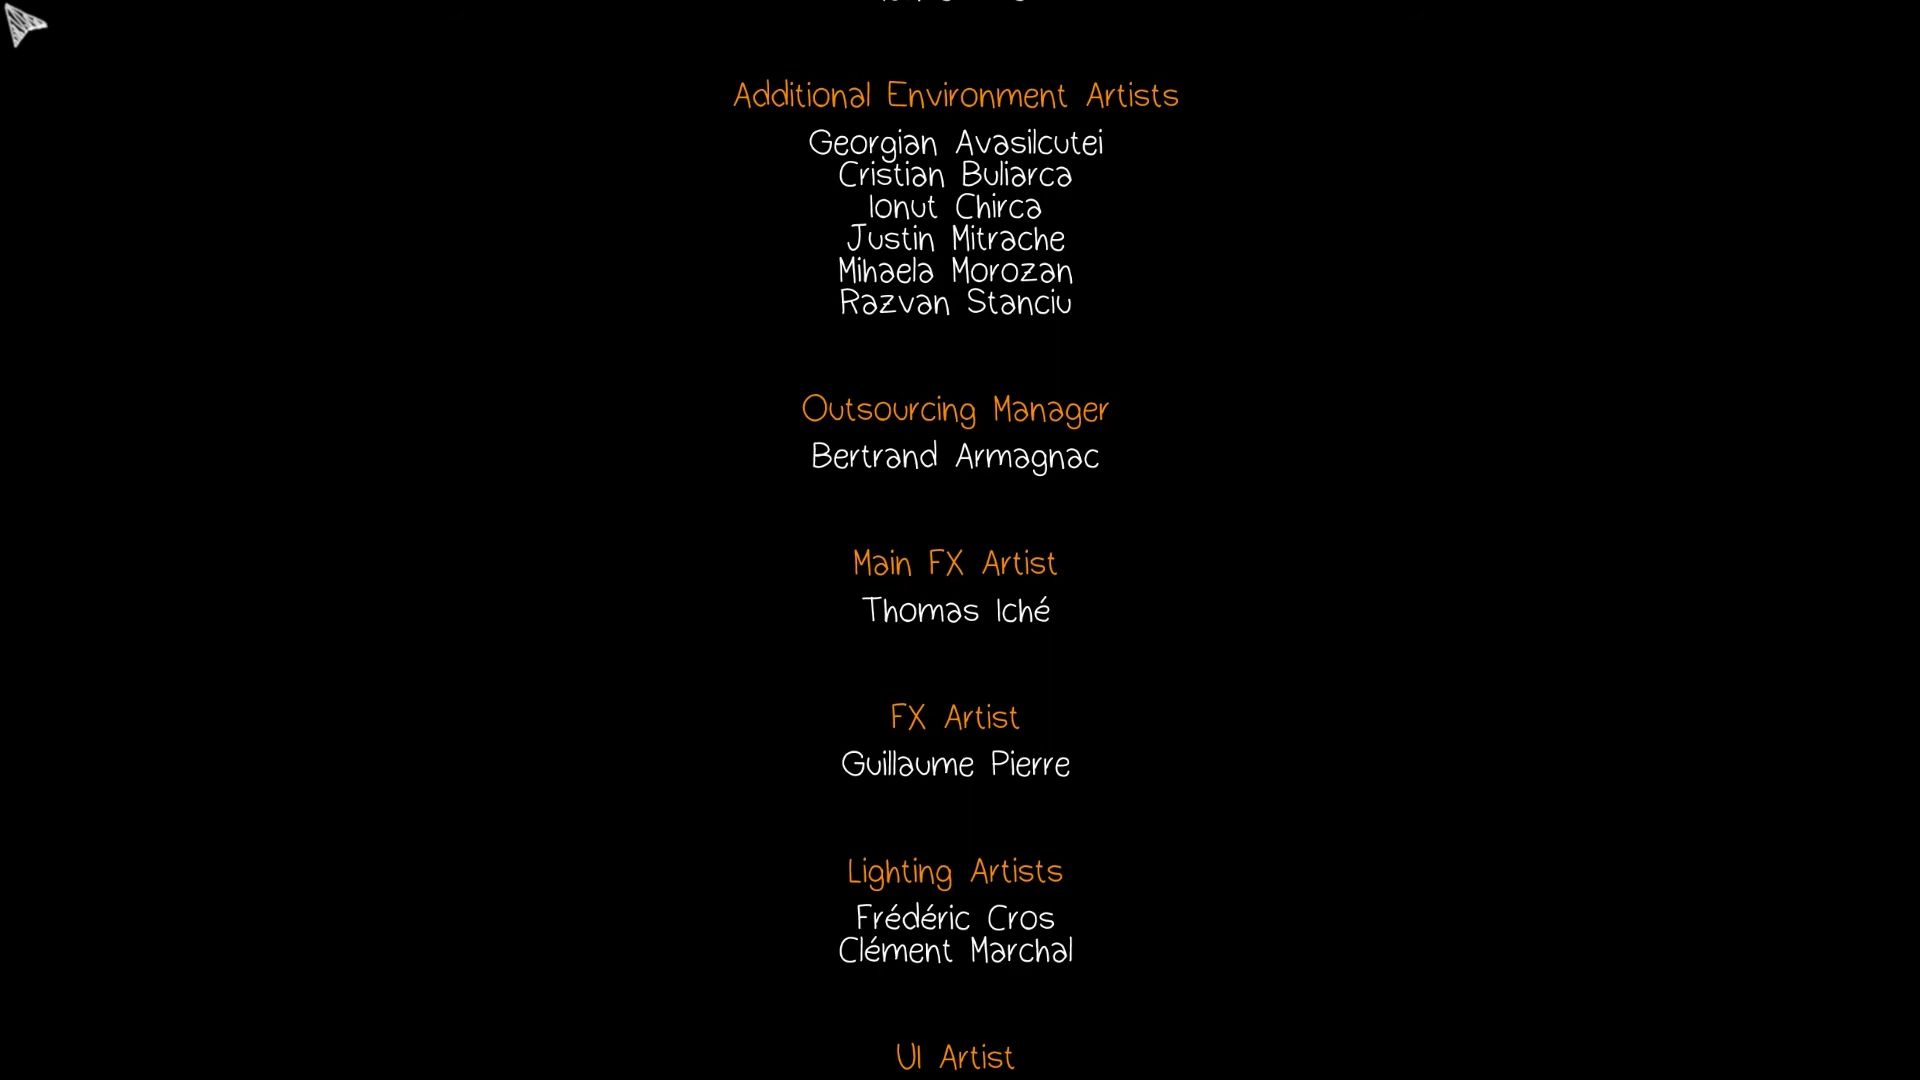 Additional Environment Artists
Georgian Avasilcutei
Cristian Buliarca
Ionut Chirca
Justin Mitrache
Mihaela Morozan
Razvan Stanciu
Outsourcing Manager
Bertrand Armagnac
Main FX Artist
Thomas Iché
FX Artist
Guillaume Pierre
Lighting Artists
Frédéric Cros
Clément Marchal
UI Artist